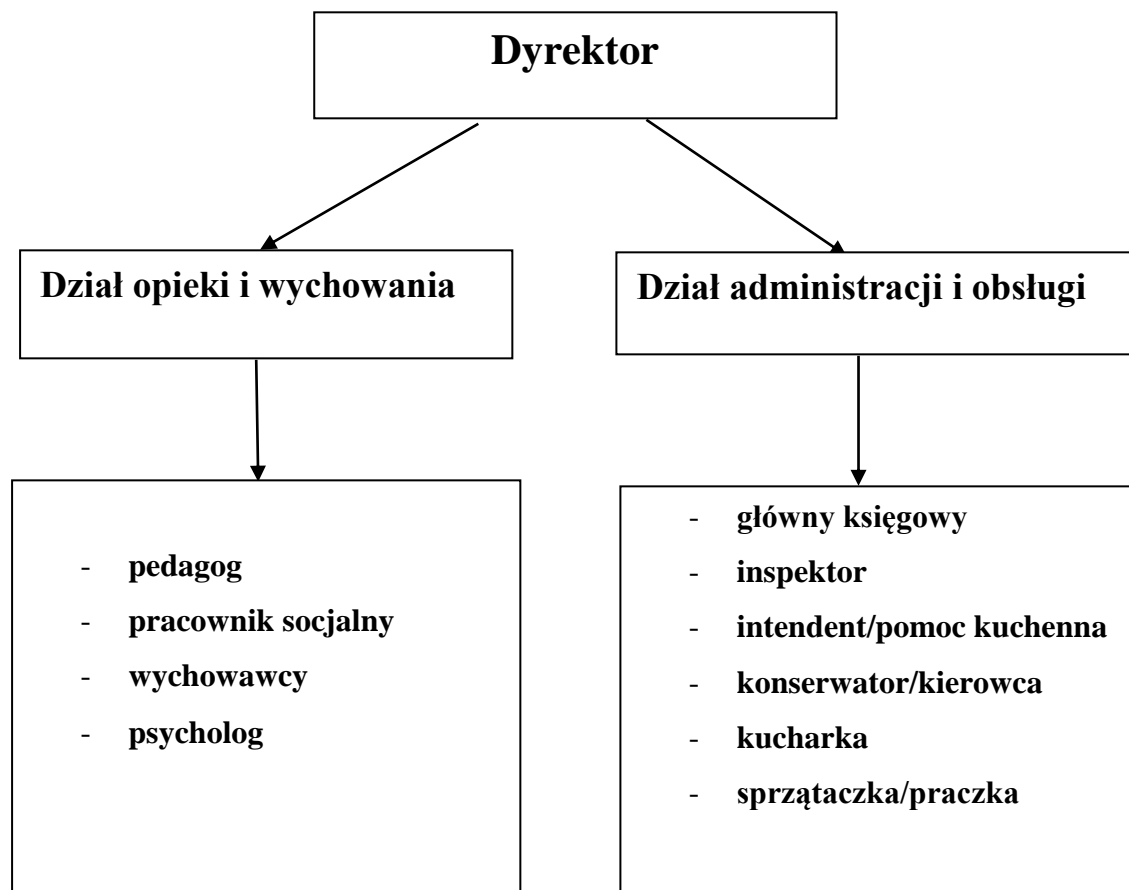 Dyrektor
Dział opieki i wychowania
Dział administracji i obsługi
- pedagog
- pracownik socjalny
- wychowawcy
- psycholog
- główny księgowy
- inspektor
- intendent/pomoc kuchenna
- konserwator/kierowca
- kucharka
- sprzątaczka/praczka